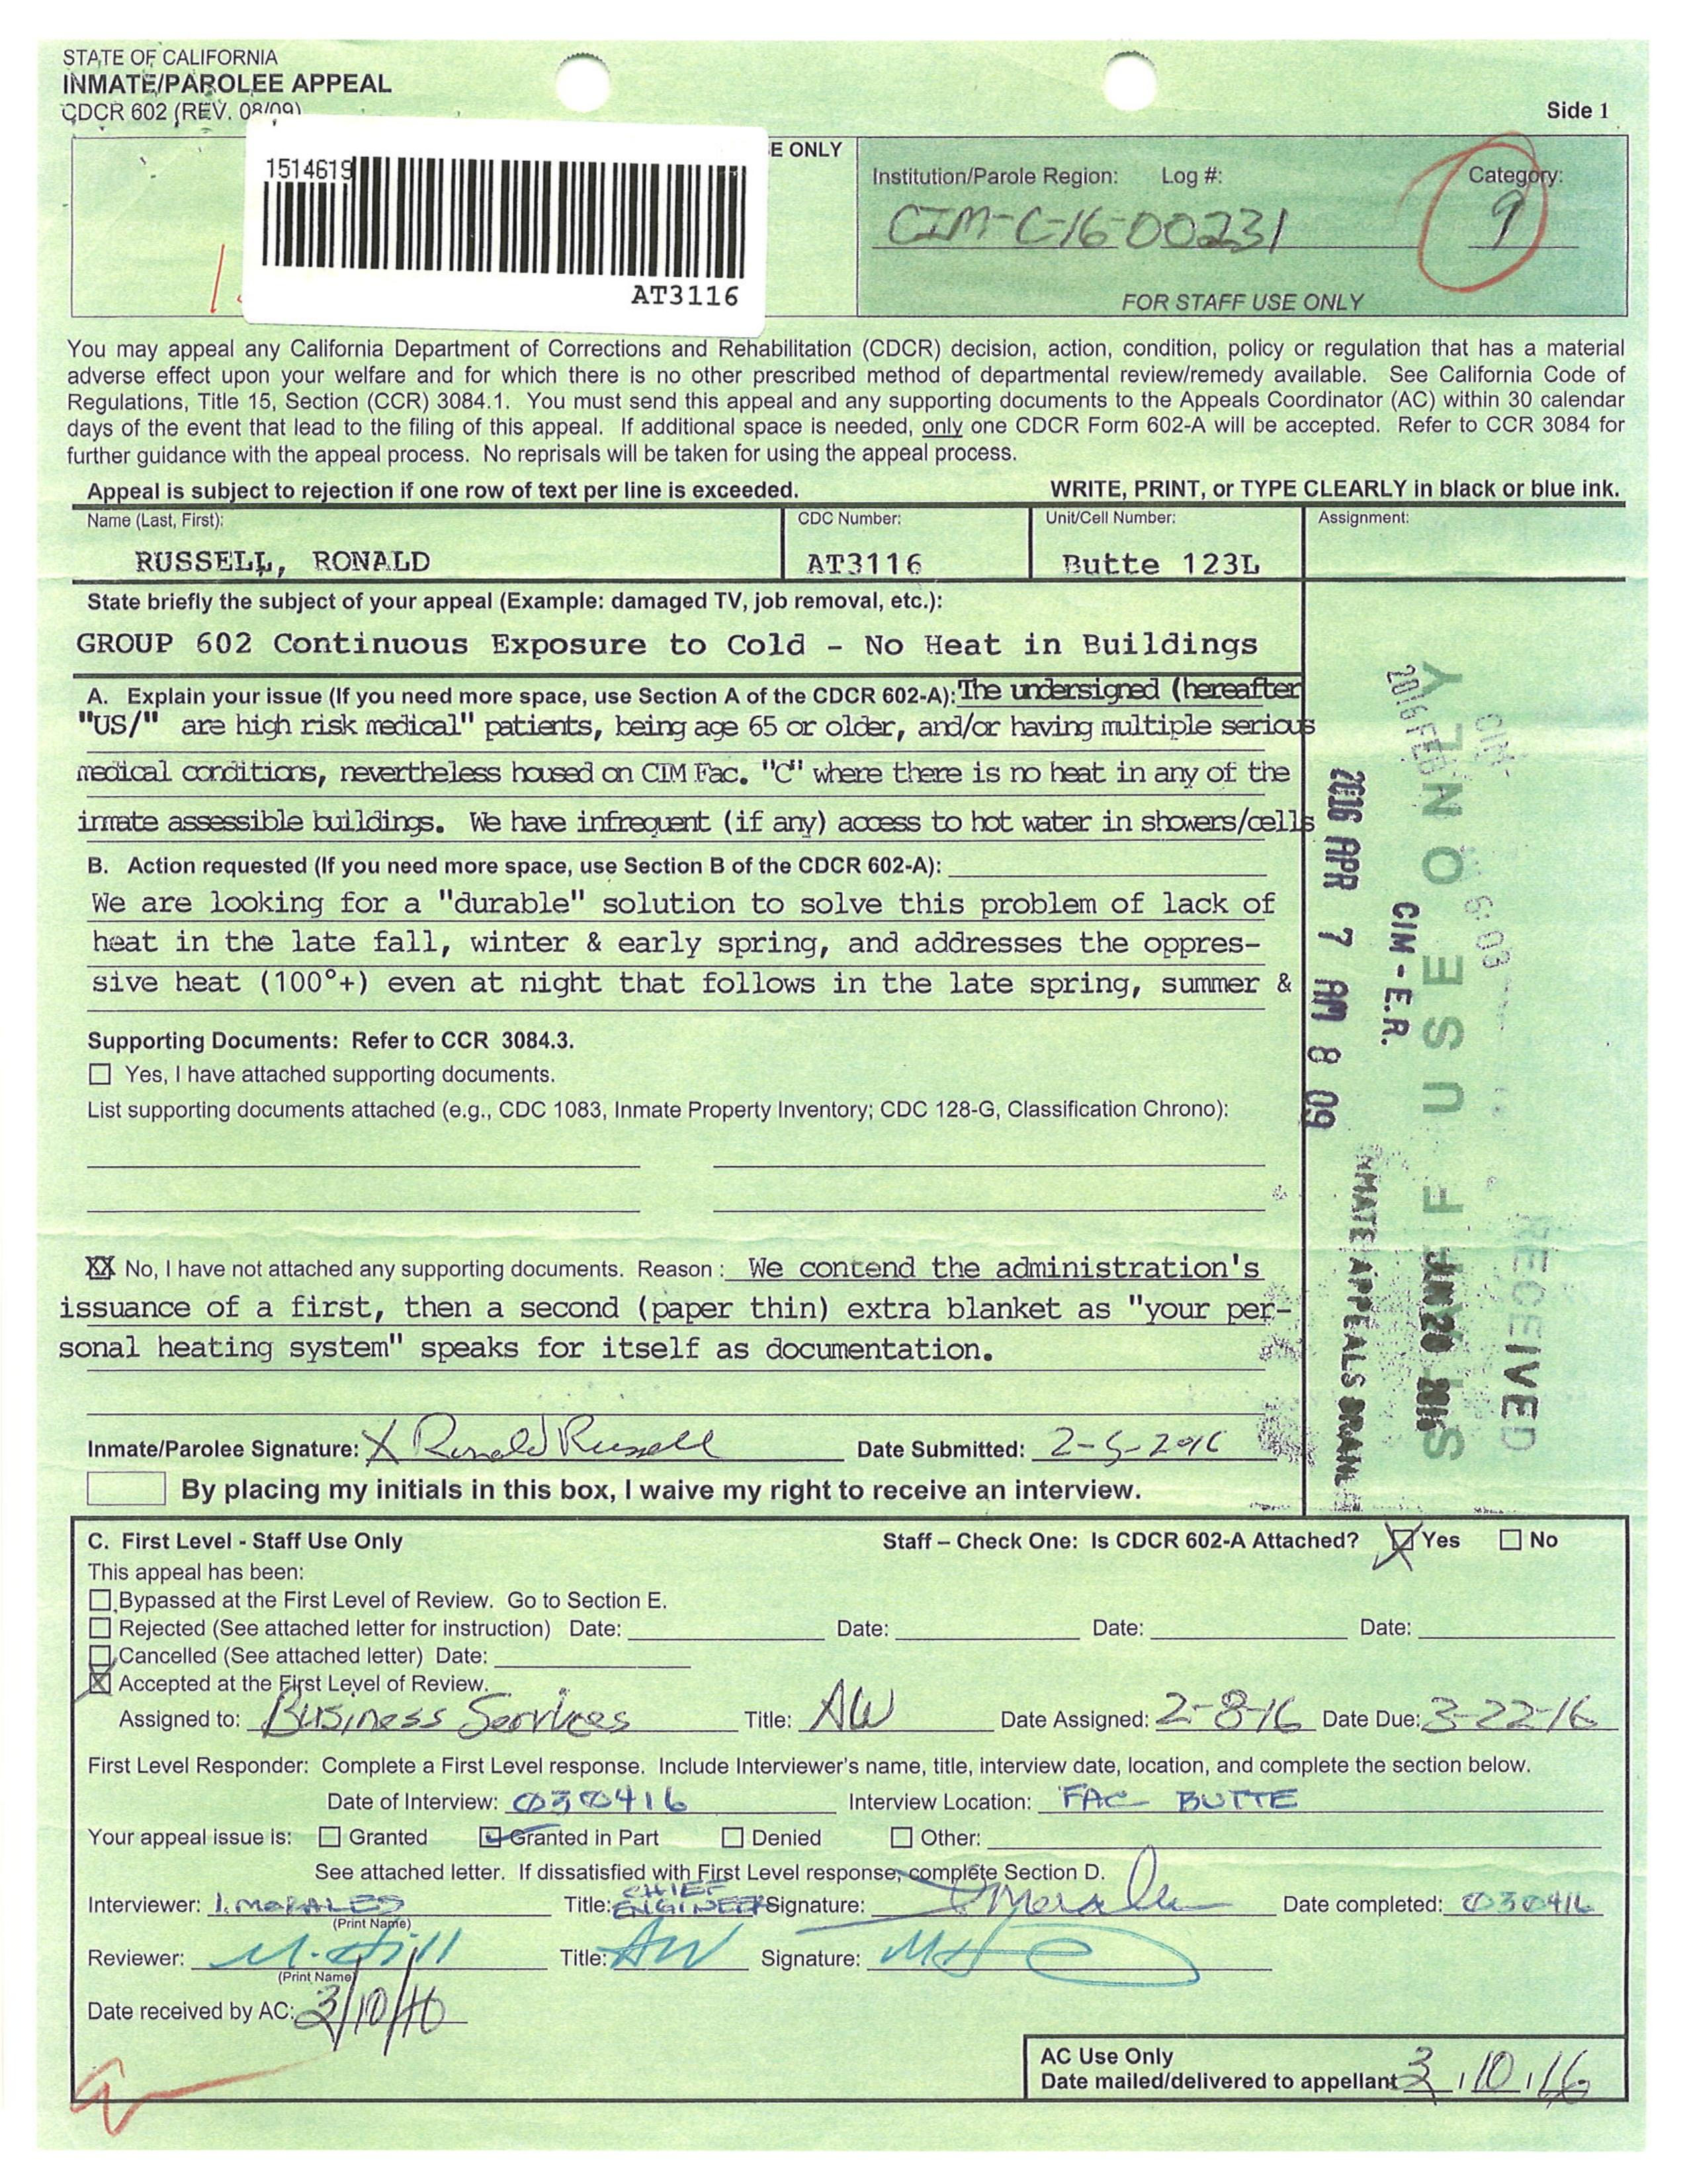 STATE OF CALIFORNIA
INMATE/PAROLEE APPEAL
CDCR 602 (REV. 08/09)
Side 1
E ONLY
1514619
AT3116
Institution/Parole Region: Log #: Category:
CIM-C-16-00231 9
FOR STAFF USE ONLY
You may appeal any California Department of Corrections and Rehabilitation (CDCR) decision, action, condition, policy or regulation that has a material
adverse effect upon your welfare and for which there is no other prescribed method of departmental review/remedy available. See California Code of
Regulations, Title 15, Section (CCR) 3084.1. You must send this appeal and any supporting documents to the Appeals Coordinator (AC) within 30 calendar
days of the event that lead to the filing of this appeal. If additional space is needed, only one CDCR Form 602-A will be accepted. Refer to CCR 3084 for
further guidance with the appeal process. No reprisals will be taken for using the appeal process.
Appeal is subject to rejection if one row of text per line is exceeded. WRITE, PRINT, or TYPE CLEARLY in black or blue ink.
Name (Last, First): CDC Number: Unit/Cell Number: Assignment:
RUSSELL, RONALD AT3116 Butte 123L
State briefly the subject of your appeal (Example: damaged TV, job removal, etc.):
GROUP 602 Continuous Exposure to Cold - No Heat in Buildings
A. Explain your issue (If you need more space, use Section A of the CDCR 602-A): The undersigned (hereafter
"US/" are high risk medical" patients, being age 65 or older, and/or having multiple serious
medical conditions, nevertheless housed on CIM Fac. "C" where there is no heat in any of the
inmate assessible buildings. We have infrequent (if any) access to hot water in showers/cells
B. Action requested (If you need more space, use Section B of the CDCR 602-A):
We are looking for a "durable" solution to solve this problem of lack of
heat in the late fall, winter & early spring, and addresses the oppres-
sive heat (100°+) even at night that follows in the late spring, summer &
Supporting Documents: Refer to CCR 3084.3.
Yes, I have attached supporting documents.
List supporting documents attached (e.g., CDC 1083, Inmate Property Inventory; CDC 128-G, Classification Chrono):
XX No, I have not attached any supporting documents. Reason : We contend the administration's
issuance of a first, then a second (paper thin) extra blanket as "your per-
sonal heating system" speaks for itself as documentation.
Inmate/Parolee Signature: X Ronald Russell Date Submitted: 2-5-2016
By placing my initials in this box, I waive my right to receive an interview.
STAFF USE ONLY
2016 APR 7 AM 8 09
CIM - E.R.
INMATE APPEALS BRANCH
JUN 20 2016
RECEIVED
C. First Level - Staff Use Only Staff – Check One: Is CDCR 602-A Attached? X Yes No
This appeal has been:
Bypassed at the First Level of Review. Go to Section E.
Rejected (See attached letter for instruction) Date: Date: Date: Date:
Cancelled (See attached letter) Date:
X Accepted at the First Level of Review.
Assigned to: Business Services Title: AW Date Assigned: 2-8-16 Date Due: 3-22-16
First Level Responder: Complete a First Level response. Include Interviewer's name, title, interview date, location, and complete the section below.
Date of Interview: 030416 Interview Location: FAC BUTTE
Your appeal issue is: Granted Granted in Part Denied Other:
See attached letter. If dissatisfied with First Level response, complete Section D.
Interviewer: I. MORALES Title: CHIEF ENGINEER Signature: Date completed: 030416
(Print Name)
Reviewer: M. Hill Title: AW Signature:
(Print Name)
Date received by AC: 3/10/16
AC Use Only
Date mailed/delivered to appellant 3 / 10 / 16